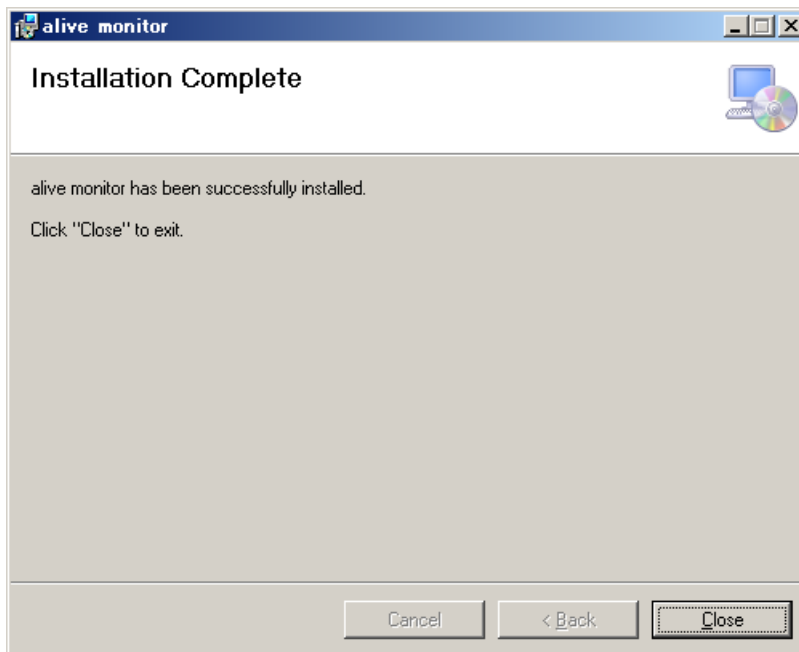 alive monitor
Installation Complete
alive monitor has been successfully installed.
Click "Close" to exit.
Cancel
< Back
Close